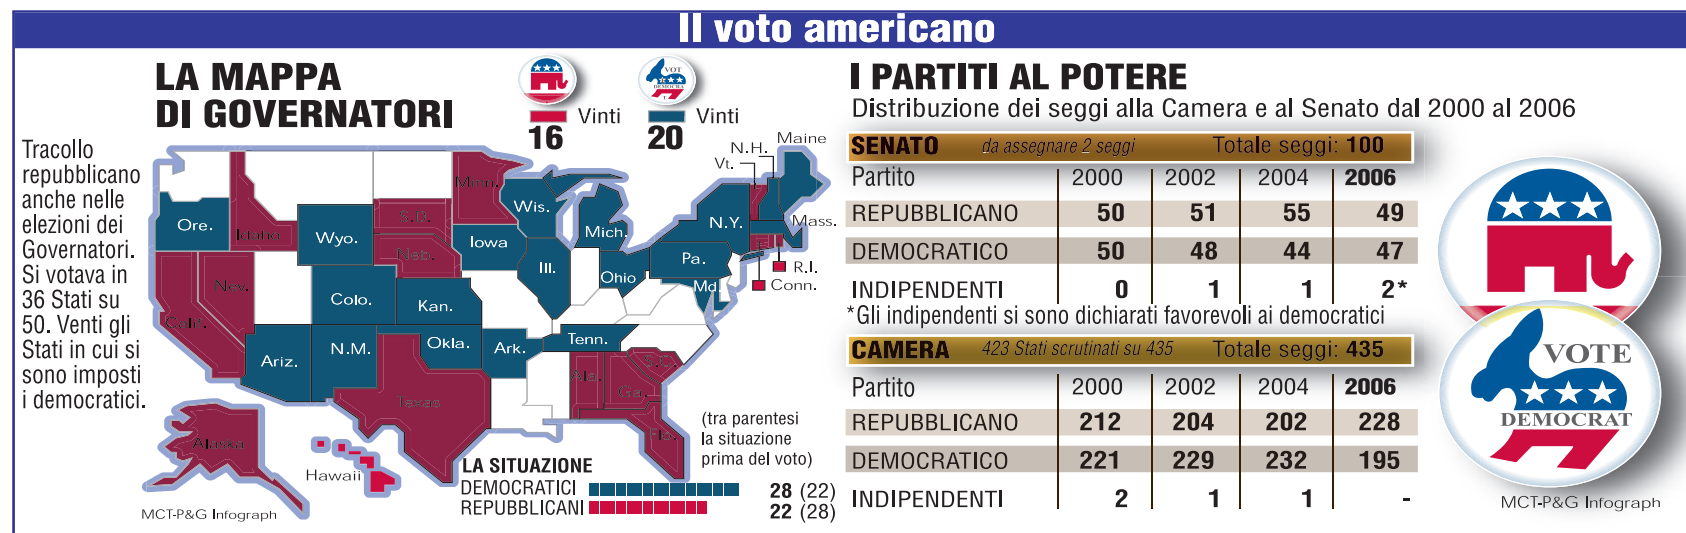 Il voto americano
LA MAPPA
DI GOVERNATORI
Vinti
16
VOT
DEMOCRA
Vinti
20
Tracollo
repubblicano
anche nelle
elezioni dei
Governatori.
Si votava in
36 Stati su
50. Venti gli
Stati in cui si
sono imposti
i democratici.
Maine
N.H.
Vt.
Minn.
Wis.
S.D.
Ore.
Idaho
Wyo.
Iowa
Mich.
N.Y.
Mass.
Neb.
Ill.
Ohio
Pa.
R.I.
Nev.
Colo.
Kan.
Md.
Conn.
Calif.
Ariz.
N.M.
Okla.
Ark.
Tenn.
S.C.
Ala.
Ga.
Texas
Flo.
Alaska
Hawaii
(tra parentesi
la situazione
prima del voto)
LA SITUAZIONE
DEMOCRATICI 28 (22)
REPUBBLICANI 22 (28)
MCT-P&G Infograph
I PARTITI AL POTERE
Distribuzione dei seggi alla Camera e al Senato dal 2000 al 2006
SENATO da assegnare 2 seggi Totale seggi: 100
Partito 2000 2002 2004 2006
REPUBBLICANO 50 51 55 49
DEMOCRATICO 50 48 44 47
INDIPENDENTI 0 1 1 2*
*Gli indipendenti si sono dichiarati favorevoli ai democratici
CAMERA 423 Stati scrutinati su 435 Totale seggi: 435
Partito 2000 2002 2004 2006
REPUBBLICANO 212 204 202 228
DEMOCRATICO 221 229 232 195
INDIPENDENTI 2 1 1 -
VOTE
DEMOCRAT
MCT-P&G Infograph